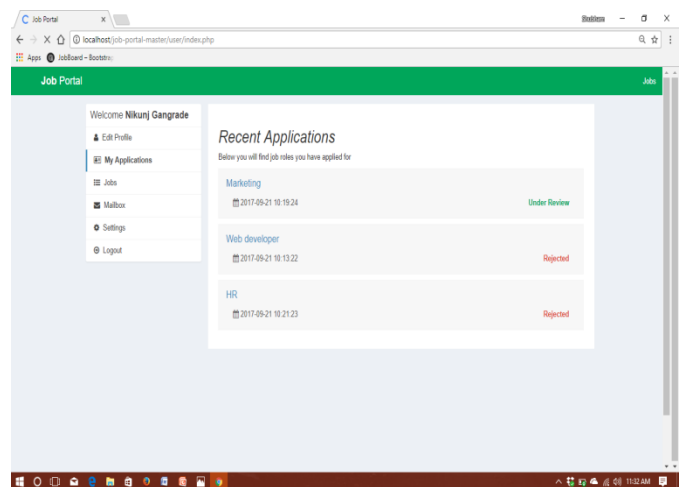 Job Portal
localhost/job-portal-master/user/index.php
Apps JobBoard - Bootstrap
Job Portal Jobs
Welcome Nikunj Gangrade
Edit Profile
My Applications
Jobs
Mailbox
Settings
Logout
Recent Applications
Below you will find job roles you have applied for
Marketing
2017-09-21 10:19:24 Under Review
Web developer
2017-09-21 10:13:22 Rejected
HR
2017-09-21 10:21:23 Rejected
11:32 AM